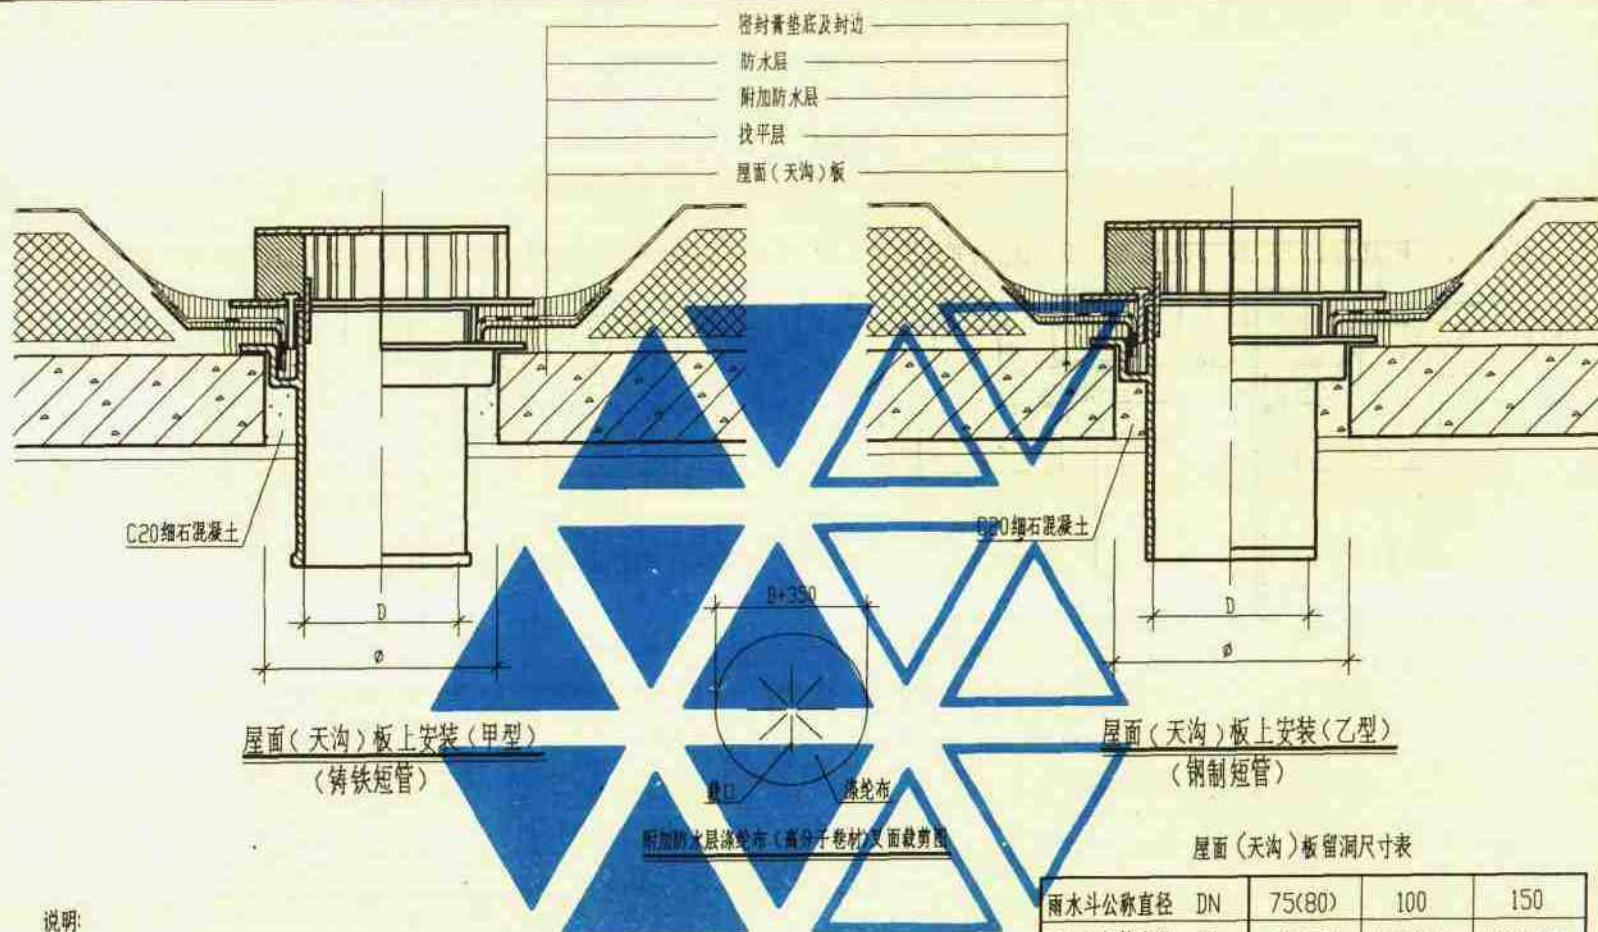 密封膏垫底及封边
防水层
附加防水层
找平层
屋面(天沟)板
C20细石混凝土
C20细石混凝土
D
ø
B+350
D
ø
屋面(天沟)板上安装(甲型)
(铸铁短管)
裁口
涤纶布
屋面(天沟)板上安装(乙型)
(钢制短管)
附加防水层涤纶布(高分子卷材)叉面裁剪图
屋面(天沟)板留洞尺寸表
雨水斗公称直径 DN 75(80) 100 150
说明: